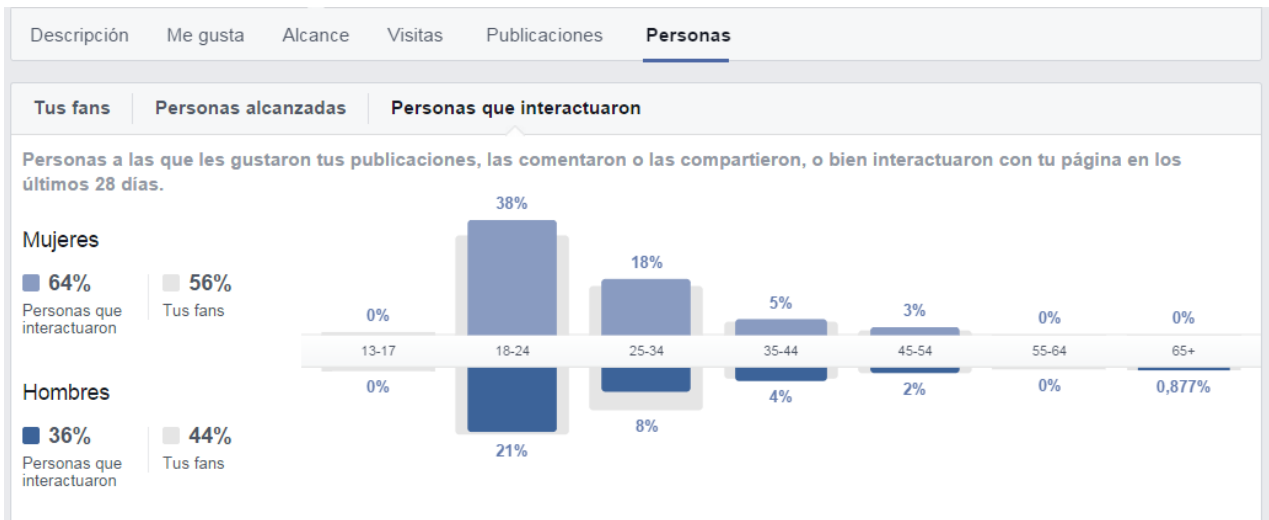 Descripción Me gusta Alcance Visitas Publicaciones Personas
Tus fans Personas alcanzadas Personas que interactuaron
Personas a las que les gustaron tus publicaciones, las comentaron o las compartieron, o bien interactuaron con tu página en los
últimos 28 días.
Mujeres
64% 56%
Personas que Tus fans
interactuaron
0% 38% 18% 5% 3% 0% 0%
13-17 18-24 25-34 35-44 45-54 55-64 65+
0% 21% 8% 4% 2% 0% 0,877%
Hombres
36% 44%
Personas que Tus fans
interactuaron